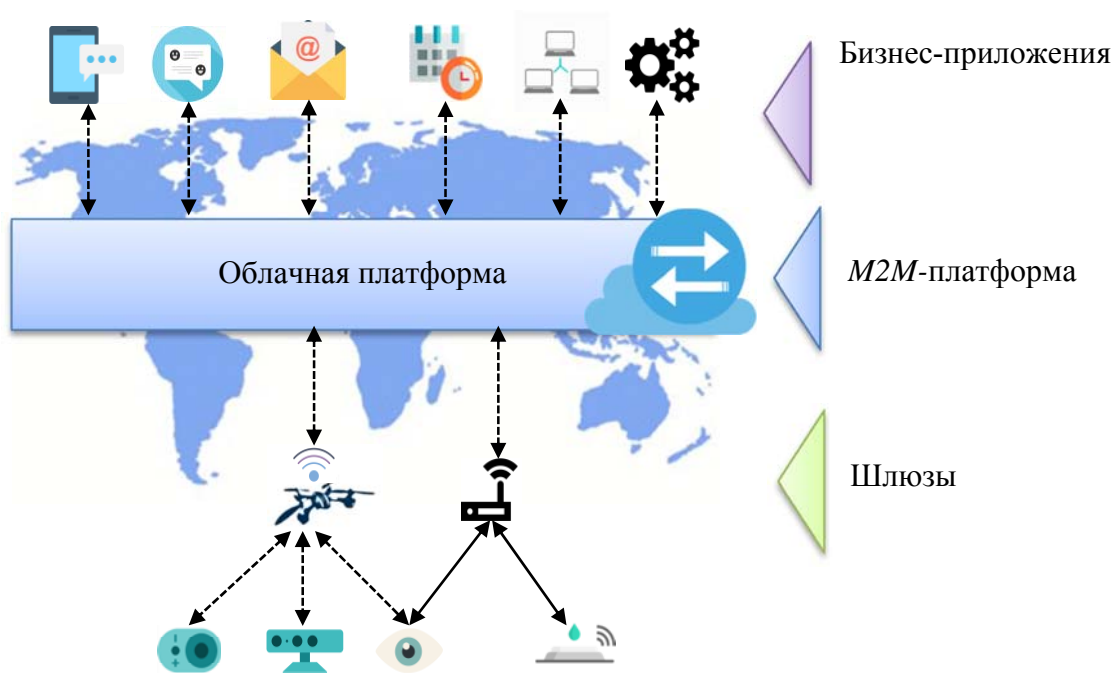 Бизнес-приложения
Облачная платформа
M2M-платформа
Шлюзы